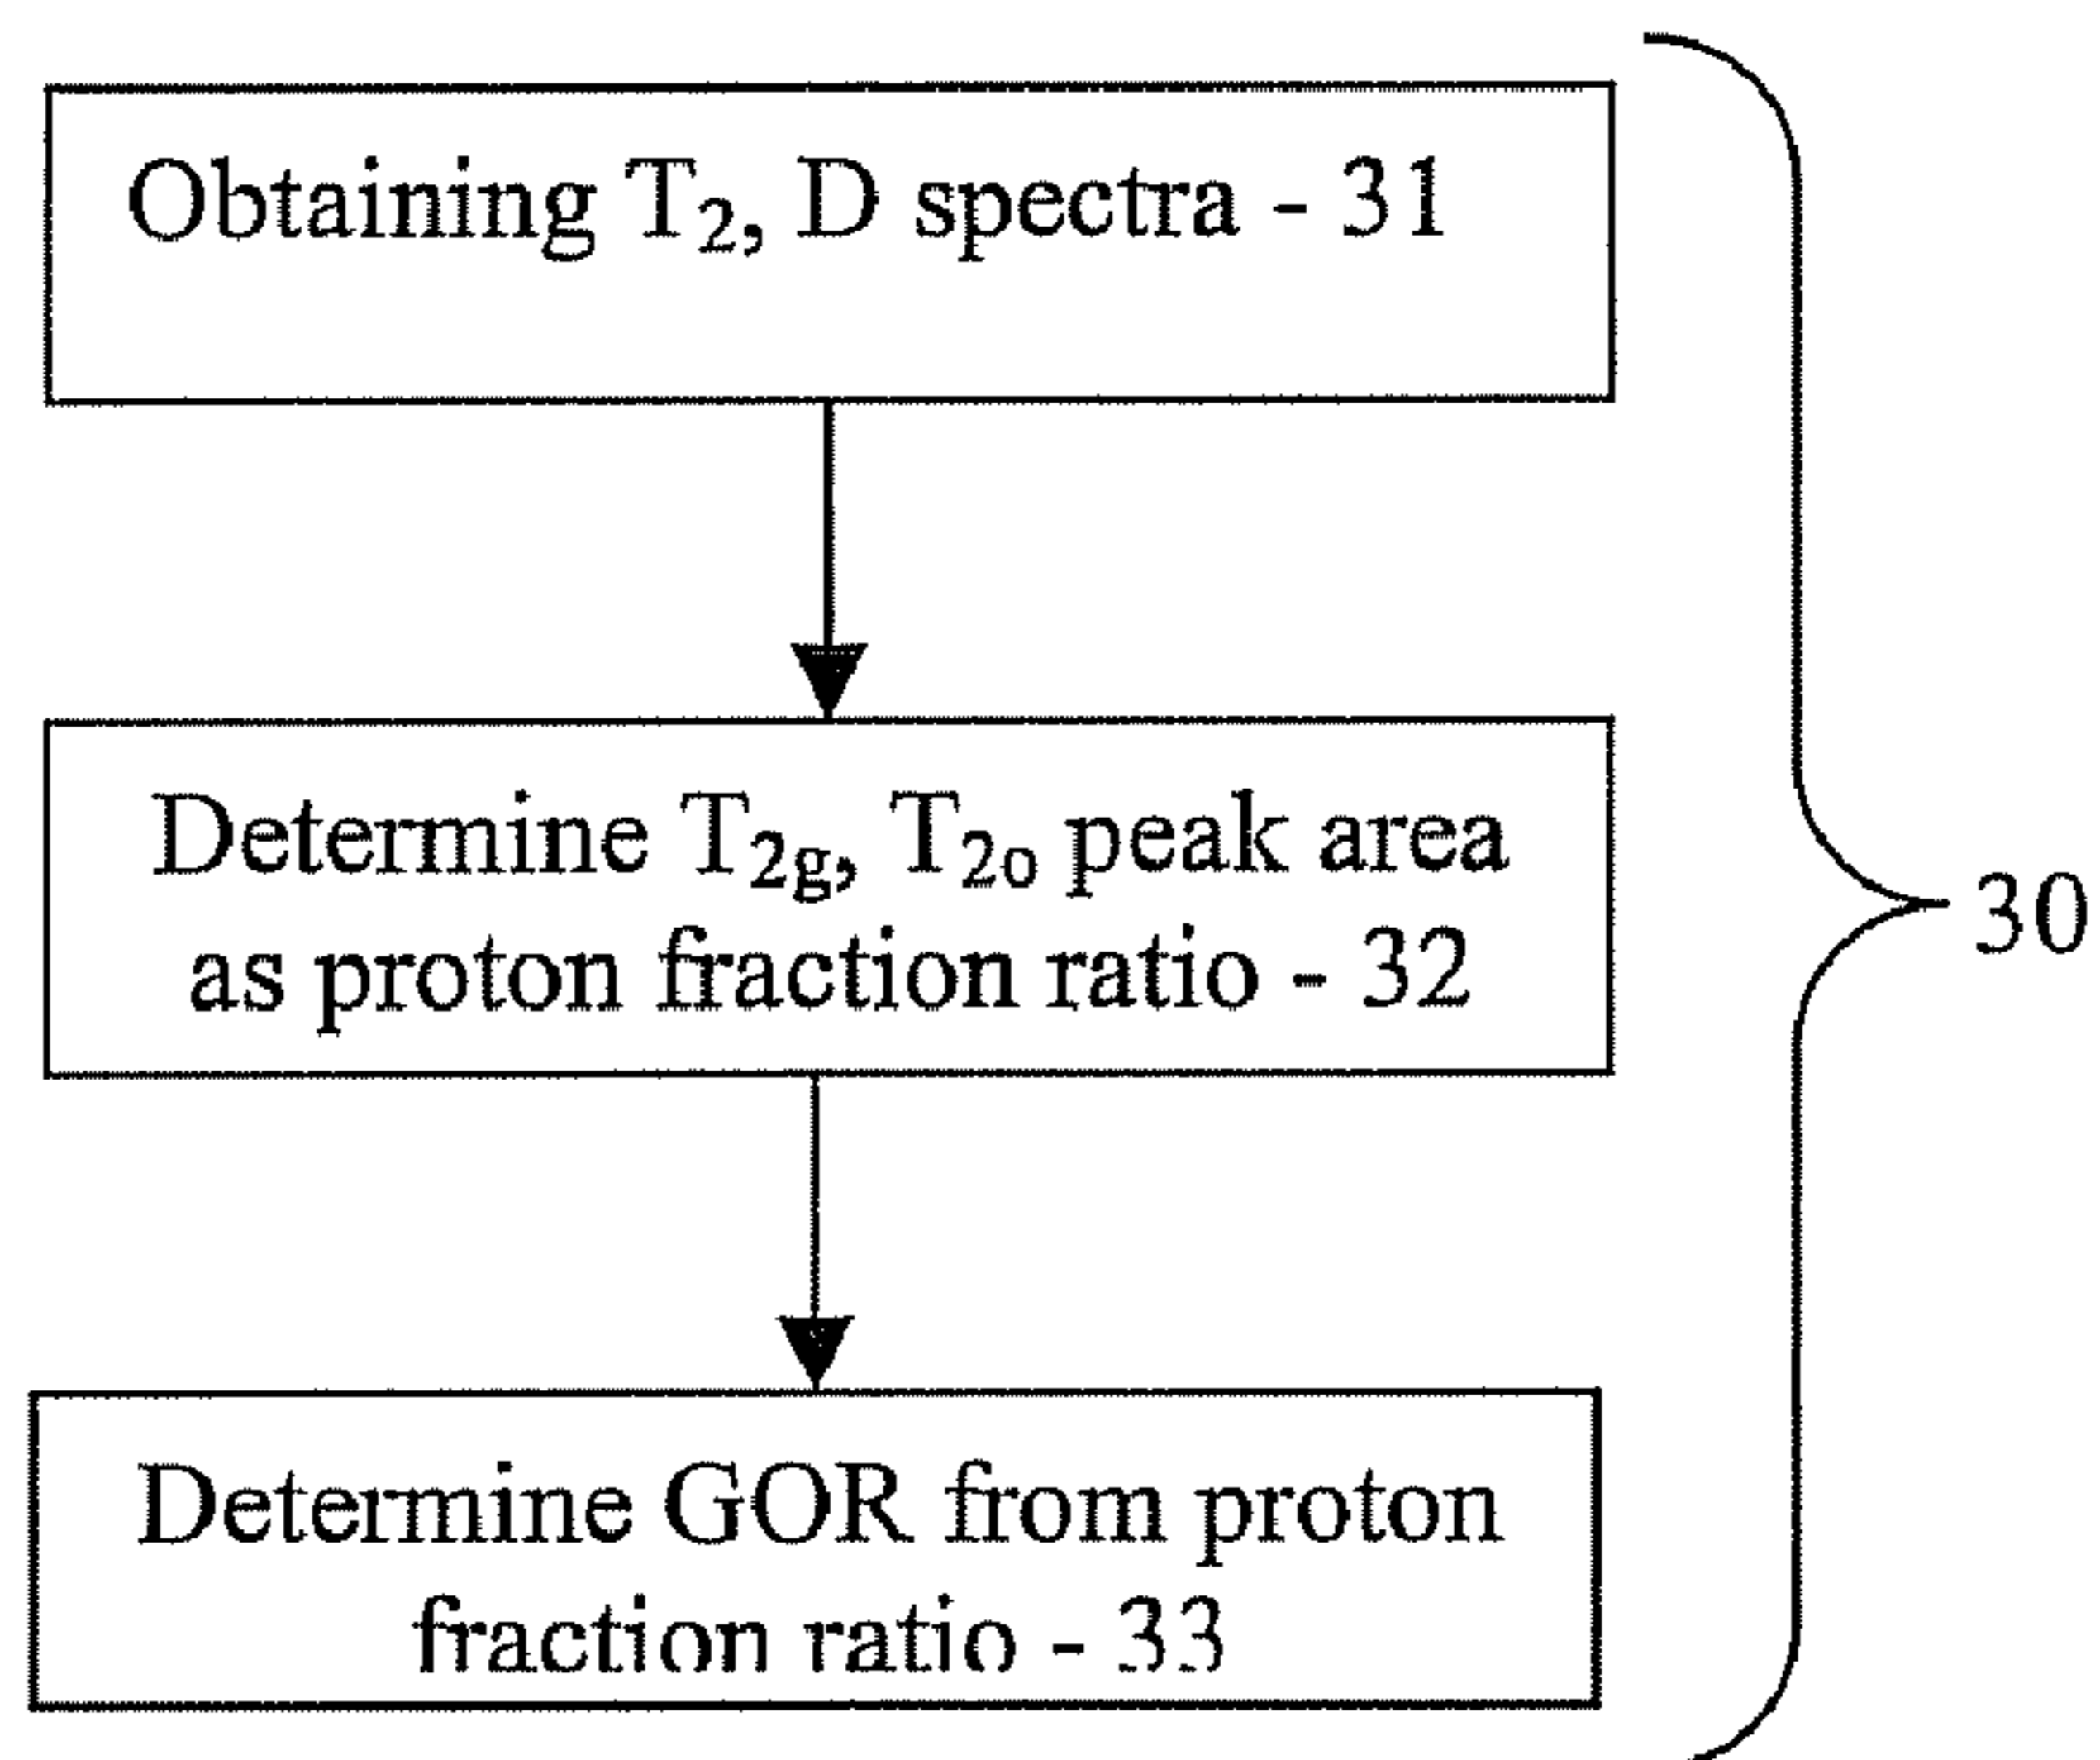 Obtaining T₂, D spectra - 31
Determine T₂g, T₂ₒ peak area
as proton fraction ratio - 32
30
Determine GOR from proton
fraction ratio - 33